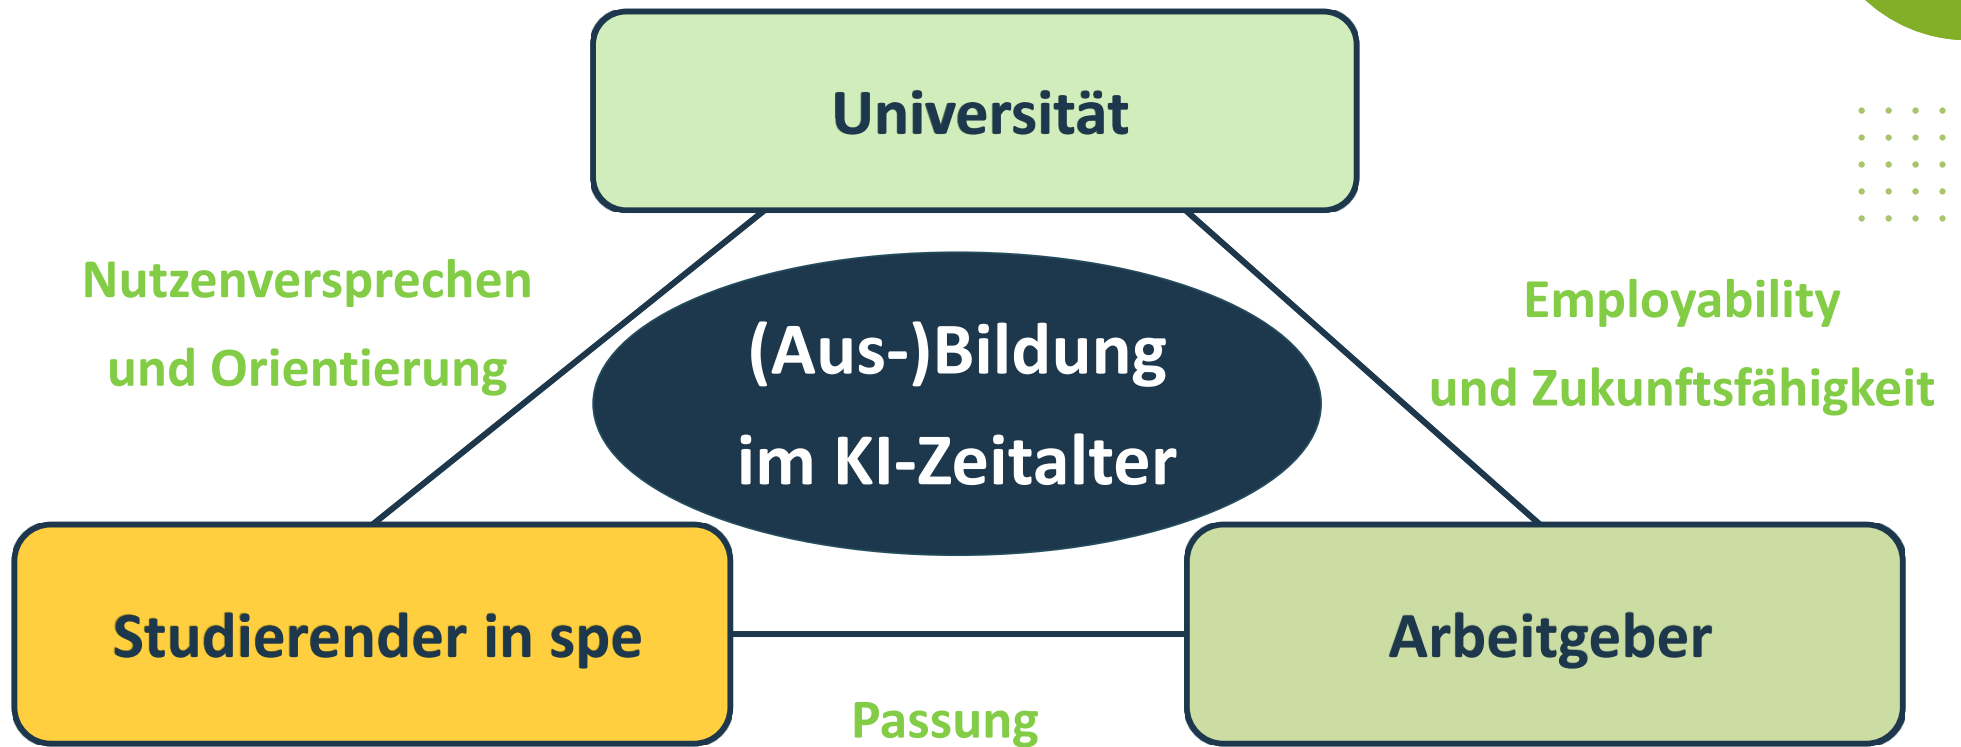 Universität
Nutzenversprechen
und Orientierung
(Aus-)Bildung
im KI-Zeitalter
Employability
und Zukunftsfähigkeit
Studierender in spe
Arbeitgeber
Passung